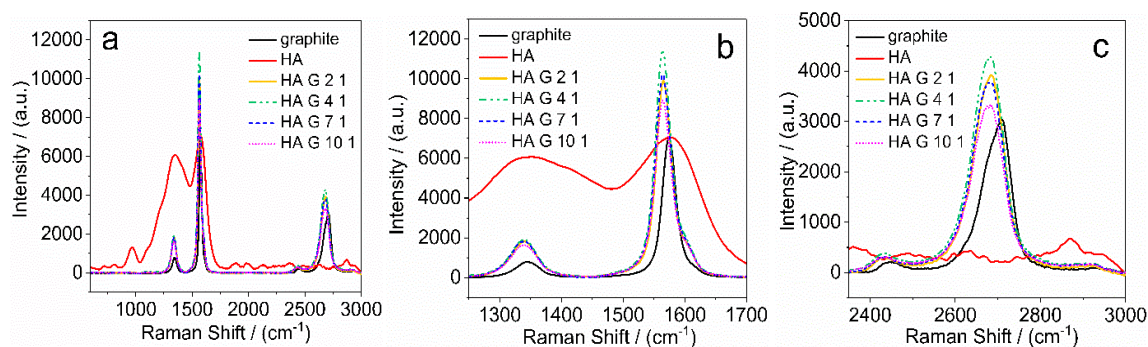 a
12000
10000
8000
6000
4000
2000
0
Intensity / (a.u.)
graphite
HA
HA G 2 1
HA G 4 1
HA G 7 1
HA G 10 1
1000 1500 2000 2500 3000
Raman Shift / (cm⁻¹)
b
12000
10000
8000
6000
4000
2000
0
Intensity / (a.u.)
graphite
HA
HA G 2 1
HA G 4 1
HA G 7 1
HA G 10 1
1300 1400 1500 1600 1700
Raman Shift / (cm⁻¹)
c
5000
4000
3000
2000
1000
0
Intensity / (a.u.)
graphite
HA
HA G 2 1
HA G 4 1
HA G 7 1
HA G 10 1
2400 2600 2800 3000
Raman Shift / (cm⁻¹)